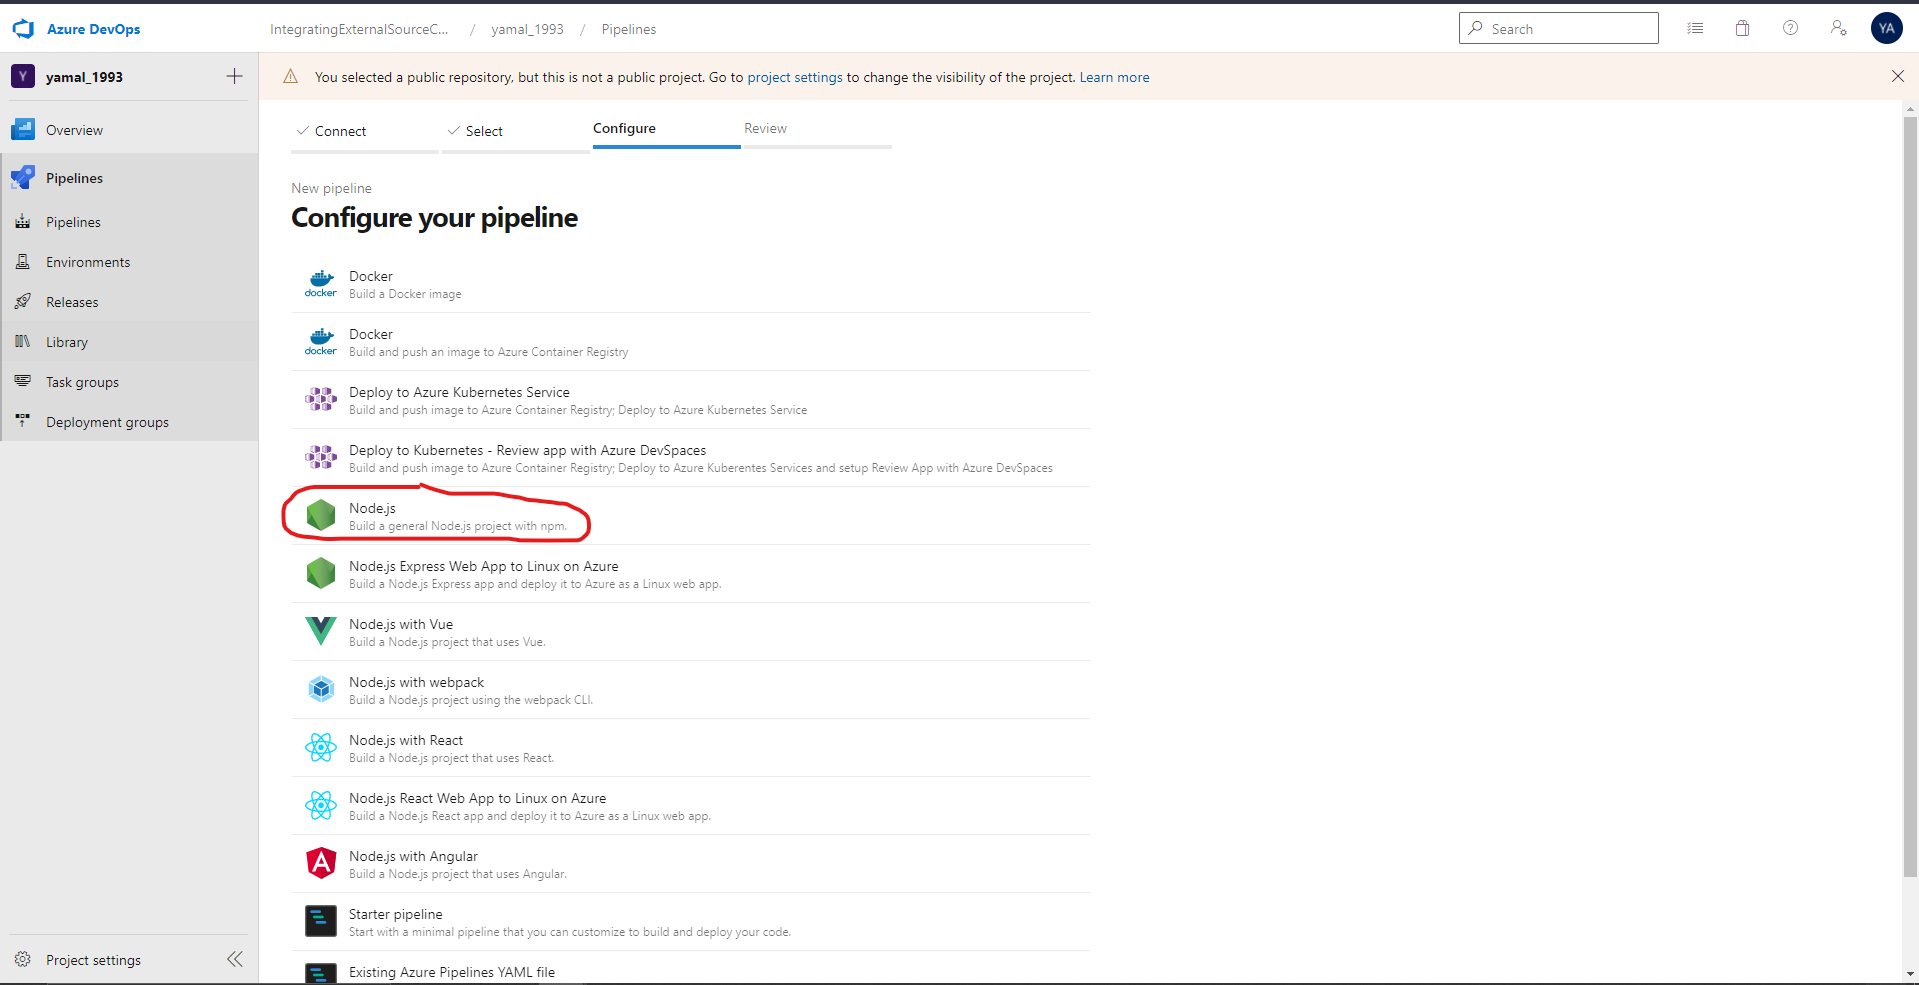 Azure DevOps
IntegratingExternalSourceC... / yamal_1993 / Pipelines
Search
YA
Y yamal_1993
You selected a public repository, but this is not a public project. Go to project settings to change the visibility of the project. Learn more
Overview
Pipelines
Pipelines
Environments
Releases
Library
Task groups
Deployment groups
Project settings
Connect
Select
Configure
Review
New pipeline
Configure your pipeline
docker
Docker
Build a Docker image
docker
Docker
Build and push an image to Azure Container Registry
Deploy to Azure Kubernetes Service
Build and push image to Azure Container Registry; Deploy to Azure Kubernetes Service
Deploy to Kubernetes - Review app with Azure DevSpaces
Build and push image to Azure Container Registry; Deploy to Azure Kuberentes Services and setup Review App with Azure DevSpaces
Node.js
Build a general Node.js project with npm.
Node.js Express Web App to Linux on Azure
Build a Node.js Express app and deploy it to Azure as a Linux web app.
Node.js with Vue
Build a Node.js project that uses Vue.
Node.js with webpack
Build a Node.js project using the webpack CLI.
Node.js with React
Build a Node.js project that uses React.
Node.js React Web App to Linux on Azure
Build a Node.js React app and deploy it to Azure as a Linux web app.
Node.js with Angular
Build a Node.js project that uses Angular.
Starter pipeline
Start with a minimal pipeline that you can customize to build and deploy your code.
Existing Azure Pipelines YAML file